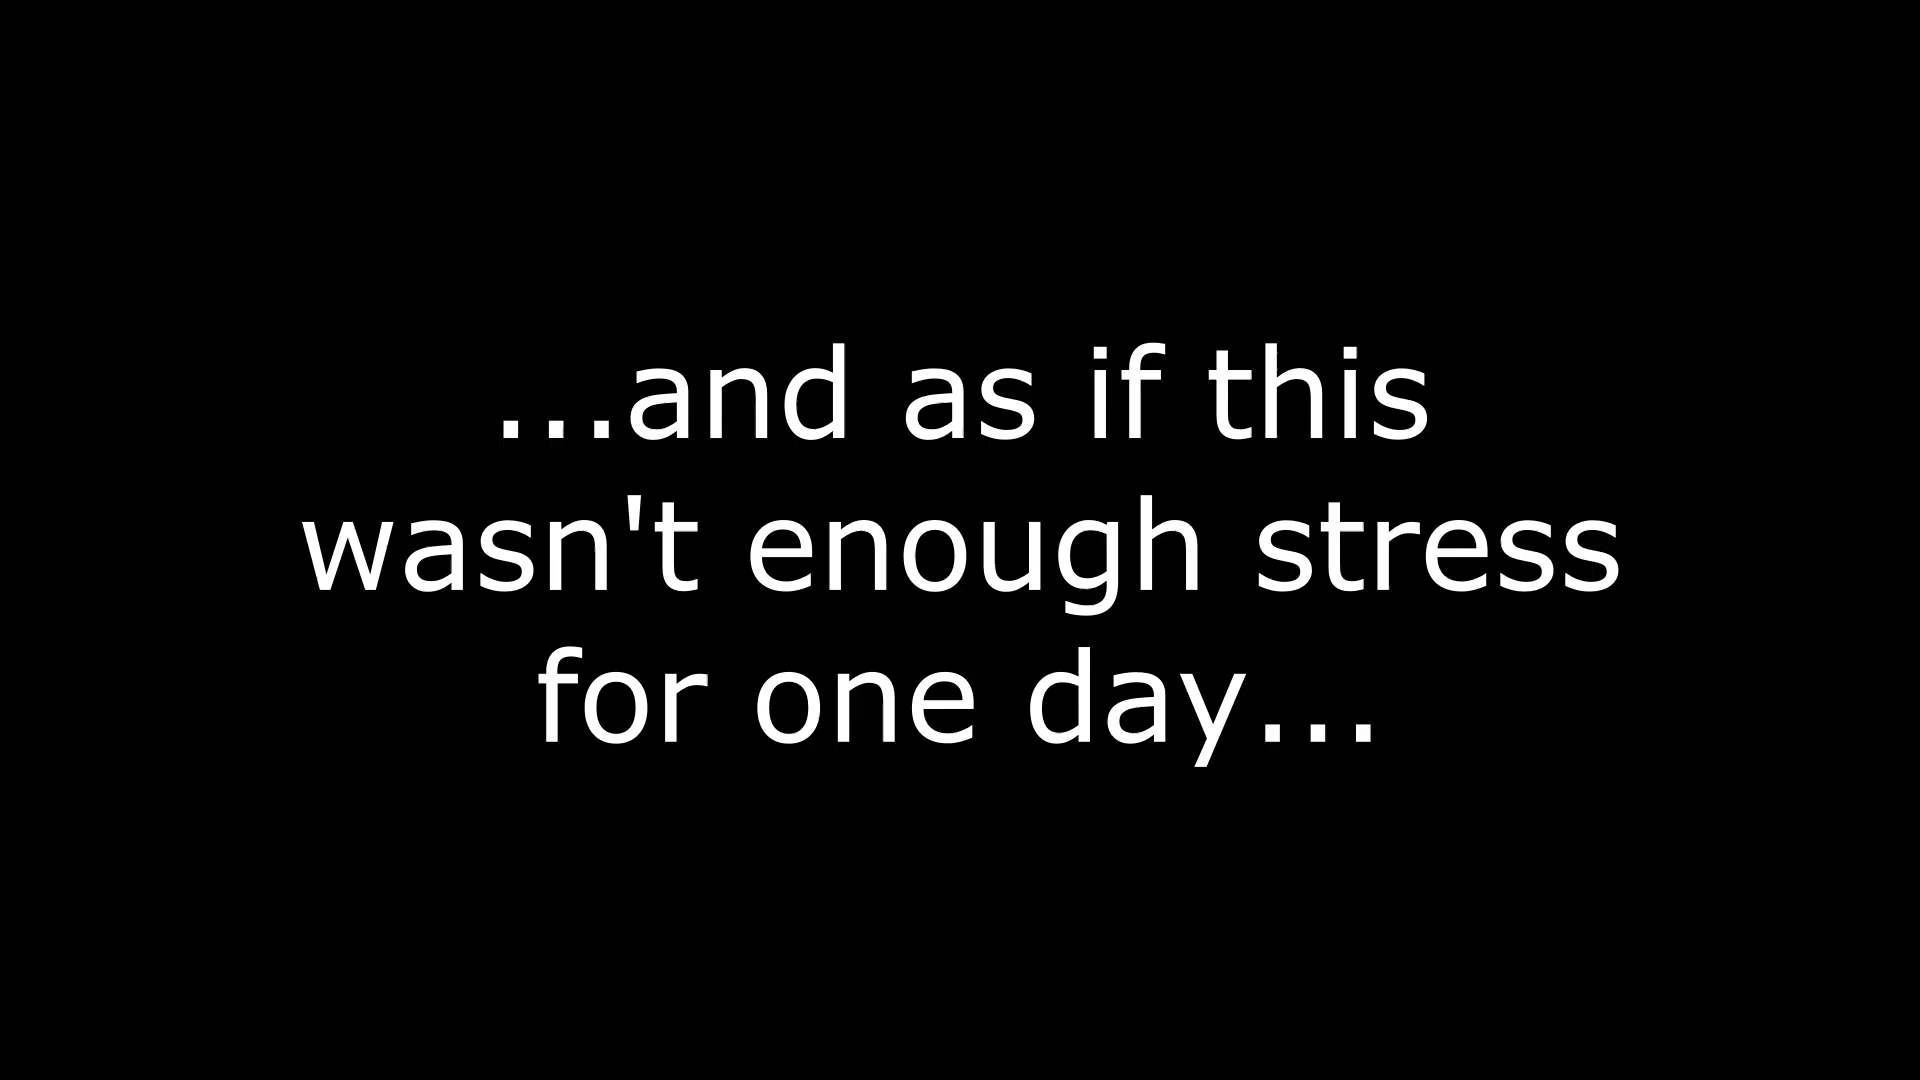 ...and as if this
wasn't enough stress
for one day...